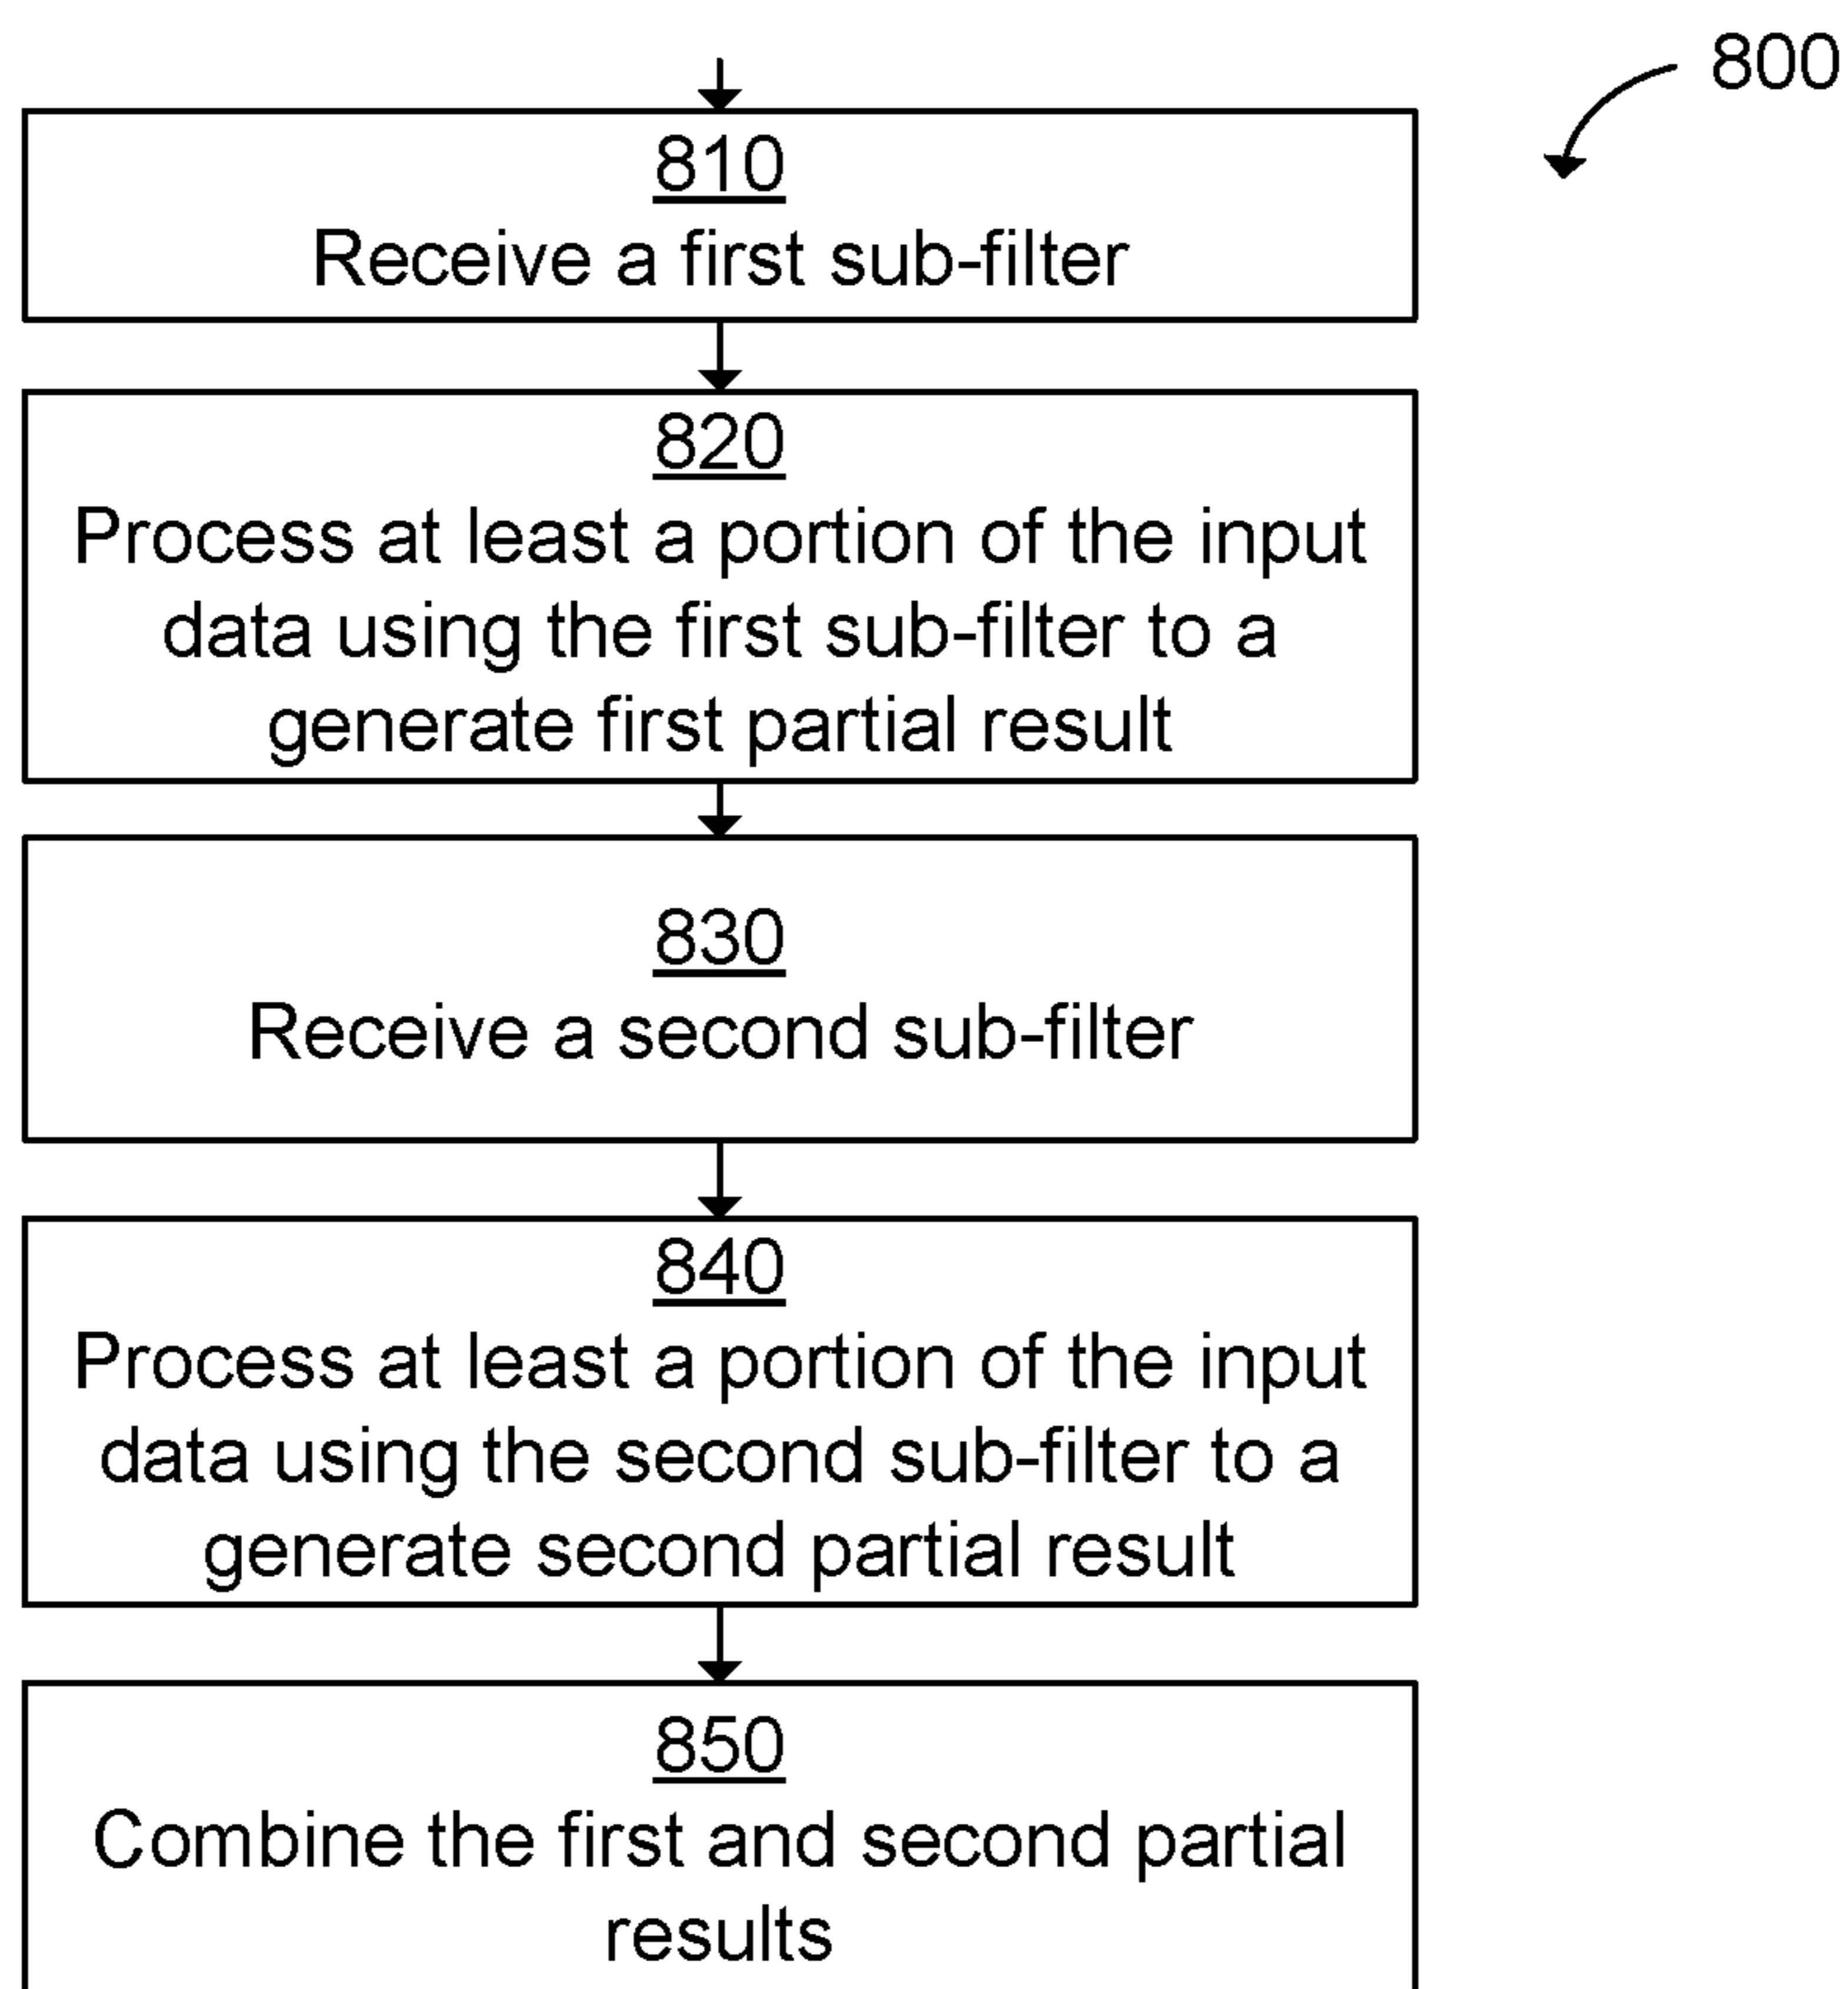 800
810
Receive a first sub-filter
820
Process at least a portion of the input
data using the first sub-filter to a
generate first partial result
830
Receive a second sub-filter
840
Process at least a portion of the input
data using the second sub-filter to a
generate second partial result
850
Combine the first and second partial
results